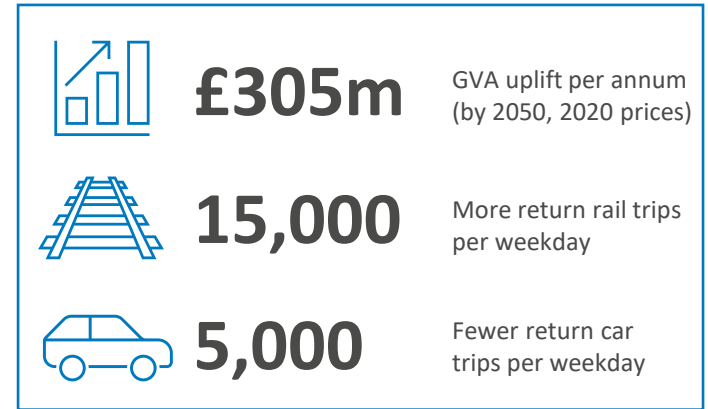 £305m
GVA uplift per annum
(by 2050, 2020 prices)
15,000
More return rail trips
per weekday
5,000
Fewer return car
trips per weekday